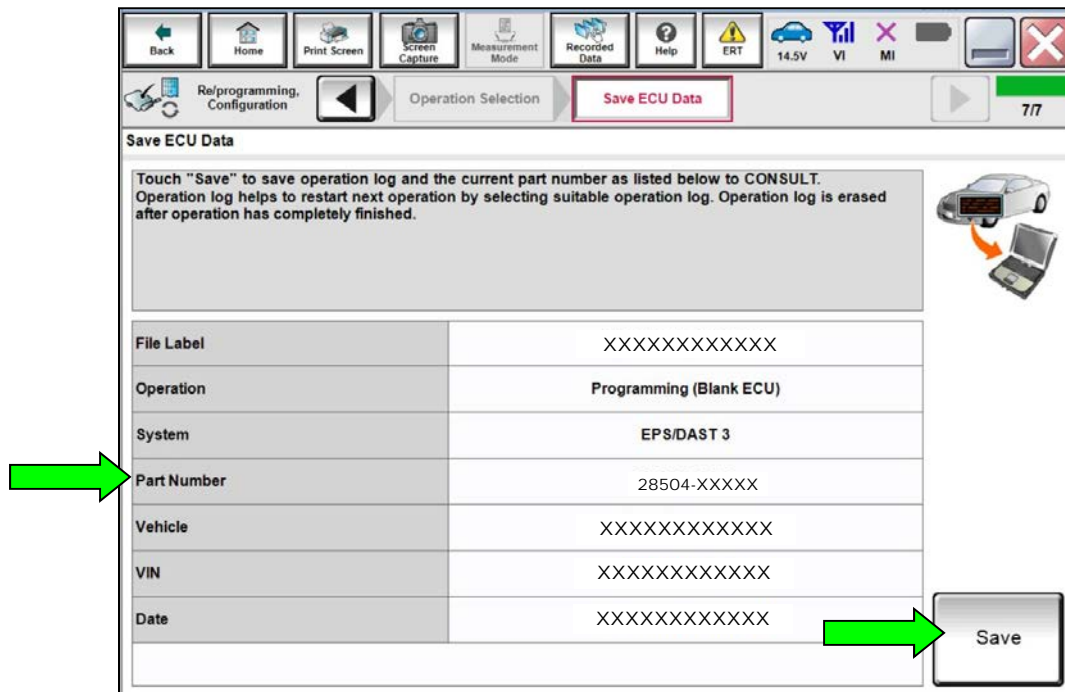 Back
Home
Print Screen
Screen
Capture
Measurement
Mode
Recorded
Data
Help
ERT
14.5V
VI
MI
Re/programming,
Configuration
Operation Selection
Save ECU Data
7/7
Save ECU Data
Touch "Save" to save operation log and the current part number as listed below to CONSULT.
Operation log helps to restart next operation by selecting suitable operation log. Operation log is erased
after operation has completely finished.
File Label XXXXXXXXXXXX
Operation Programming (Blank ECU)
System EPS/DAST 3
Part Number 28504-XXXXX
Vehicle XXXXXXXXXXXX
VIN XXXXXXXXXXXX
Date XXXXXXXXXXXX
Save